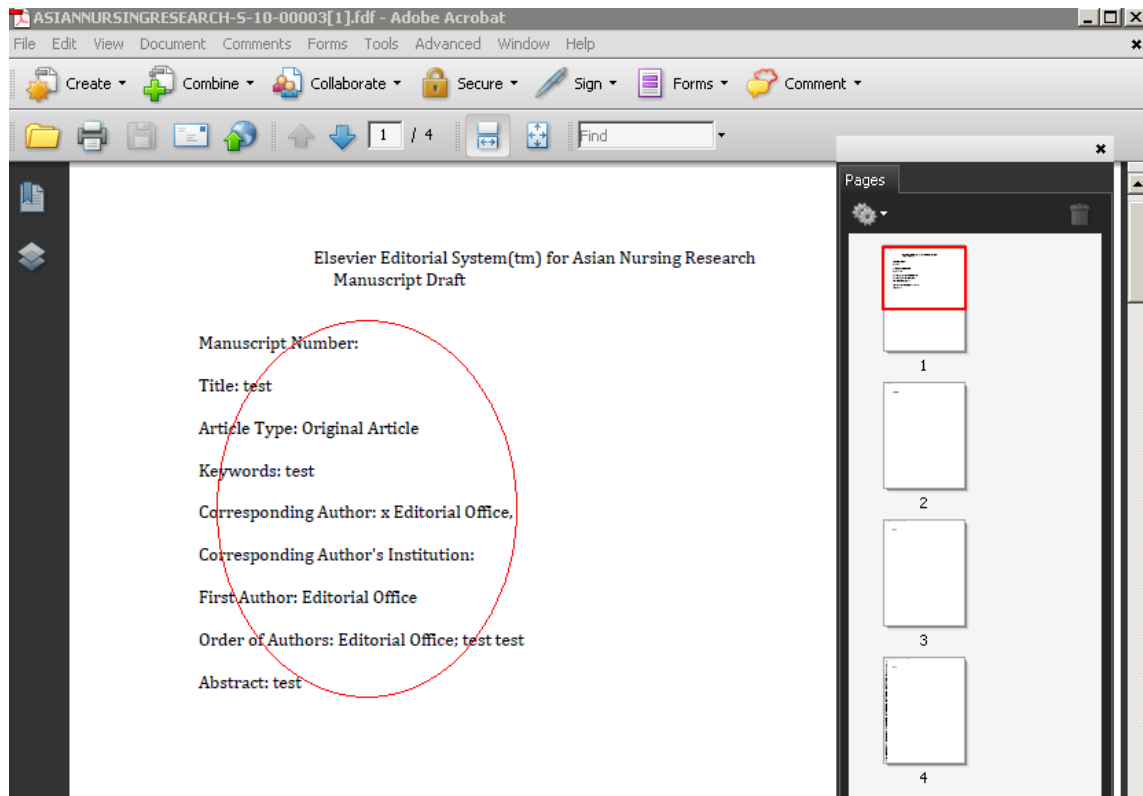 ASIANNURSINGRESEARCH-S-10-00003[1].fdf - Adobe Acrobat
File Edit View Document Comments Forms Tools Advanced Window Help
Create Combine Collaborate Secure Sign Forms Comment
1 / 4 Find
Pages
Elsevier Editorial System(tm) for Asian Nursing Research
Manuscript Draft
Manuscript Number:
Title: test
Article Type: Original Article
Keywords: test
Corresponding Author: x Editorial Office,
Corresponding Author's Institution:
First Author: Editorial Office
Order of Authors: Editorial Office; test test
Abstract: test
1
2
3
4